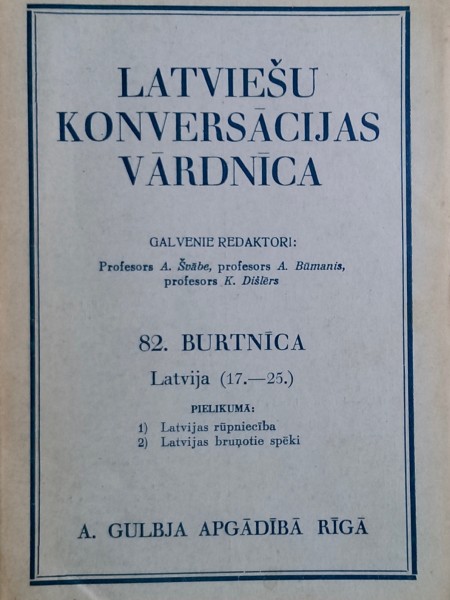 LATVIEŠU
KONVERSĀCIJAS
VĀRDNĪCA
GALVENIE REDAKTORI:
Profesors A. Švābe, profesors A. Būmanis,
profesors K. Dišlērs
82. BURTNĪCA
Latvija (17.—25.)
PIELIKUMĀ:
1) Latvijas rūpniecība
2) Latvijas bruņotie spēki
A. GULBJA APGĀDĪBĀ RĪGĀ